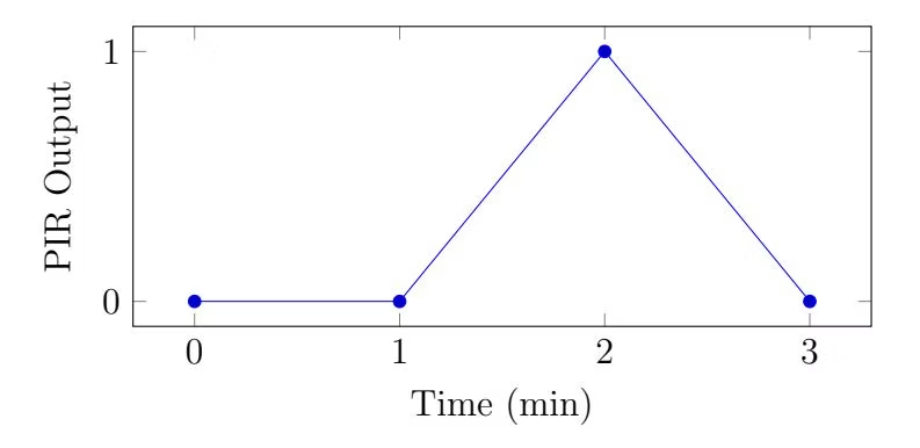 1
PIR Output
0
0 1 2 3
Time (min)